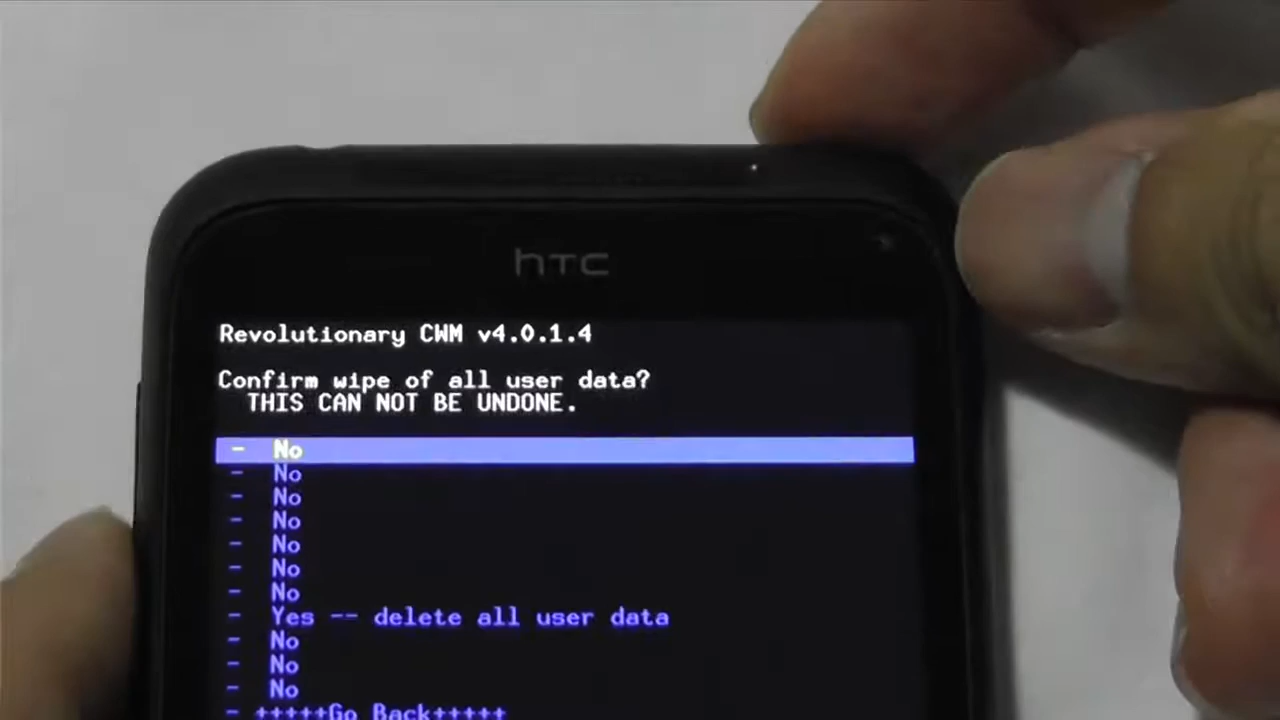 hTC
Revolutionary CWM v4.0.1.4
Confirm wipe of all user data?
THIS CAN NOT BE UNDONE.
- No
- No
- No
- No
- No
- No
- No
- Yes -- delete all user data
- No
- No
- No
- +++++Go Back+++++